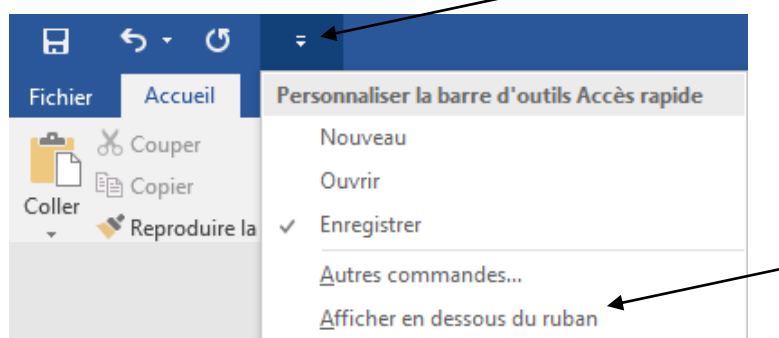 Fichier Accueil
Personnaliser la barre d'outils Accès rapide
Coller
Couper
Copier
Reproduire la
Nouveau
Ouvrir
Enregistrer
Autres commandes...
Afficher en dessous du ruban